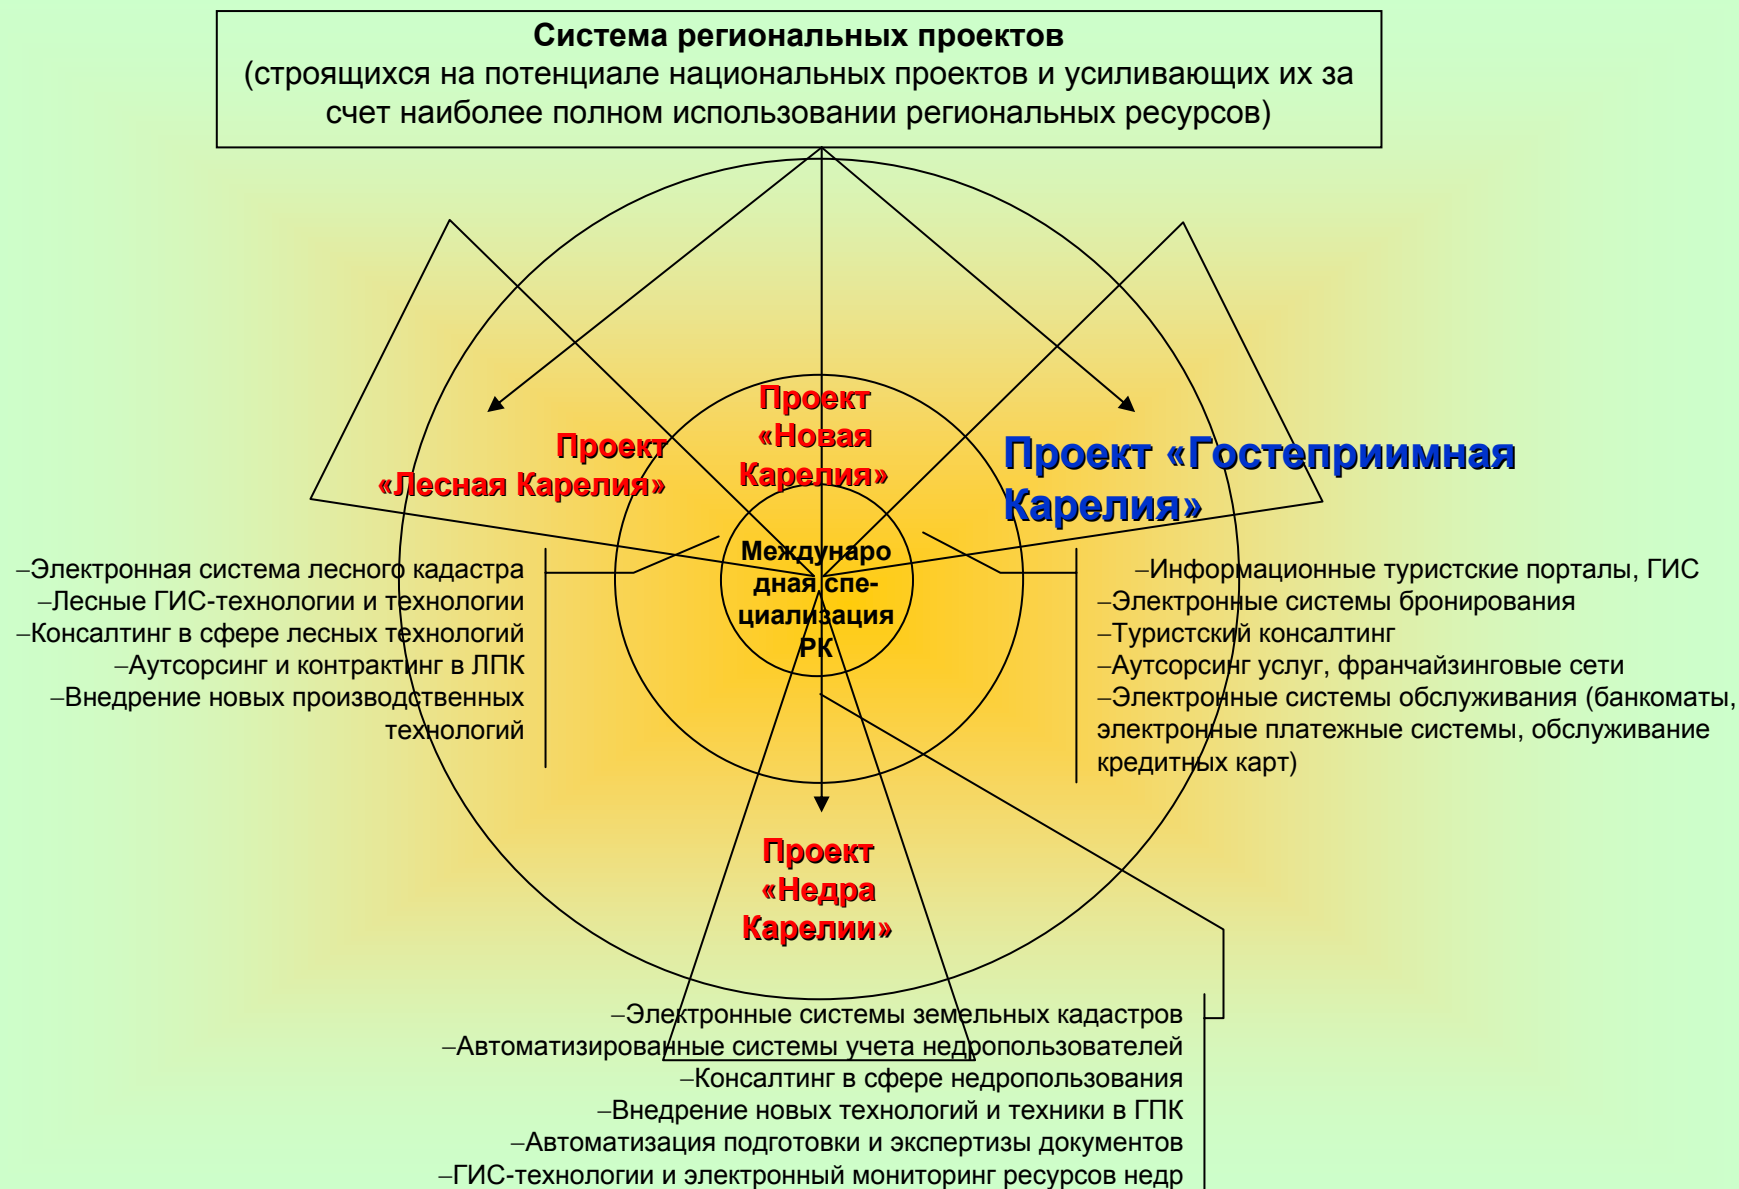 Система региональных проектов
(строящихся на потенциале национальных проектов и усиливающих их за
счет наиболее полном использовании региональных ресурсов)
Проект
«Новая
Карелия»
Проект
«Лесная Карелия»
Проект «Гостеприимная
Карелия»
Междунаро
дная спе-
циализация
РК
–Электронная система лесного кадастра
–Лесные ГИС-технологии и технологии
–Консалтинг в сфере лесных технологий
–Аутсорсинг и контрактинг в ЛПК
–Внедрение новых производственных
технологий
–Информационные туристские порталы, ГИС
–Электронные системы бронирования
–Туристский консалтинг
–Аутсорсинг услуг, франчайзинговые сети
–Электронные системы обслуживания (банкоматы,
электронные платежные системы, обслуживание
кредитных карт)
Проект
«Недра
Карелии»
–Электронные системы земельных кадастров
–Автоматизированные системы учета недропользователей
–Консалтинг в сфере недропользования
–Внедрение новых технологий и техники в ГПК
–Автоматизация подготовки и экспертизы документов
–ГИС-технологии и электронный мониторинг ресурсов недр